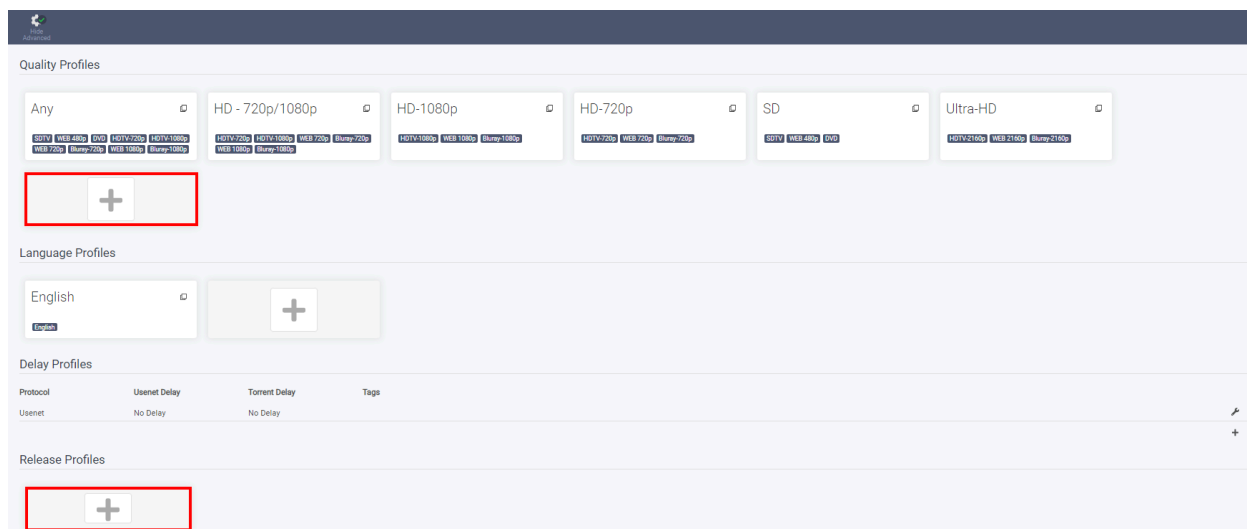 Hide
Advanced
Quality Profiles
Any
SDTV WEB 480p DVD HDTV-720p HDTV-1080p
WEB 720p Bluray-720p WEB 1080p Bluray-1080p
HD - 720p/1080p
HDTV-720p HDTV-1080p WEB 720p Bluray-720p
WEB 1080p Bluray-1080p
HD-1080p
HDTV-1080p WEB 1080p Bluray-1080p
HD-720p
HDTV-720p WEB 720p Bluray-720p
SD
SDTV WEB 480p DVD
Ultra-HD
HDTV-2160p WEB 2160p Bluray-2160p
Language Profiles
English
English
Delay Profiles
Protocol Usenet Delay Torrent Delay Tags
Usenet No Delay No Delay
Release Profiles